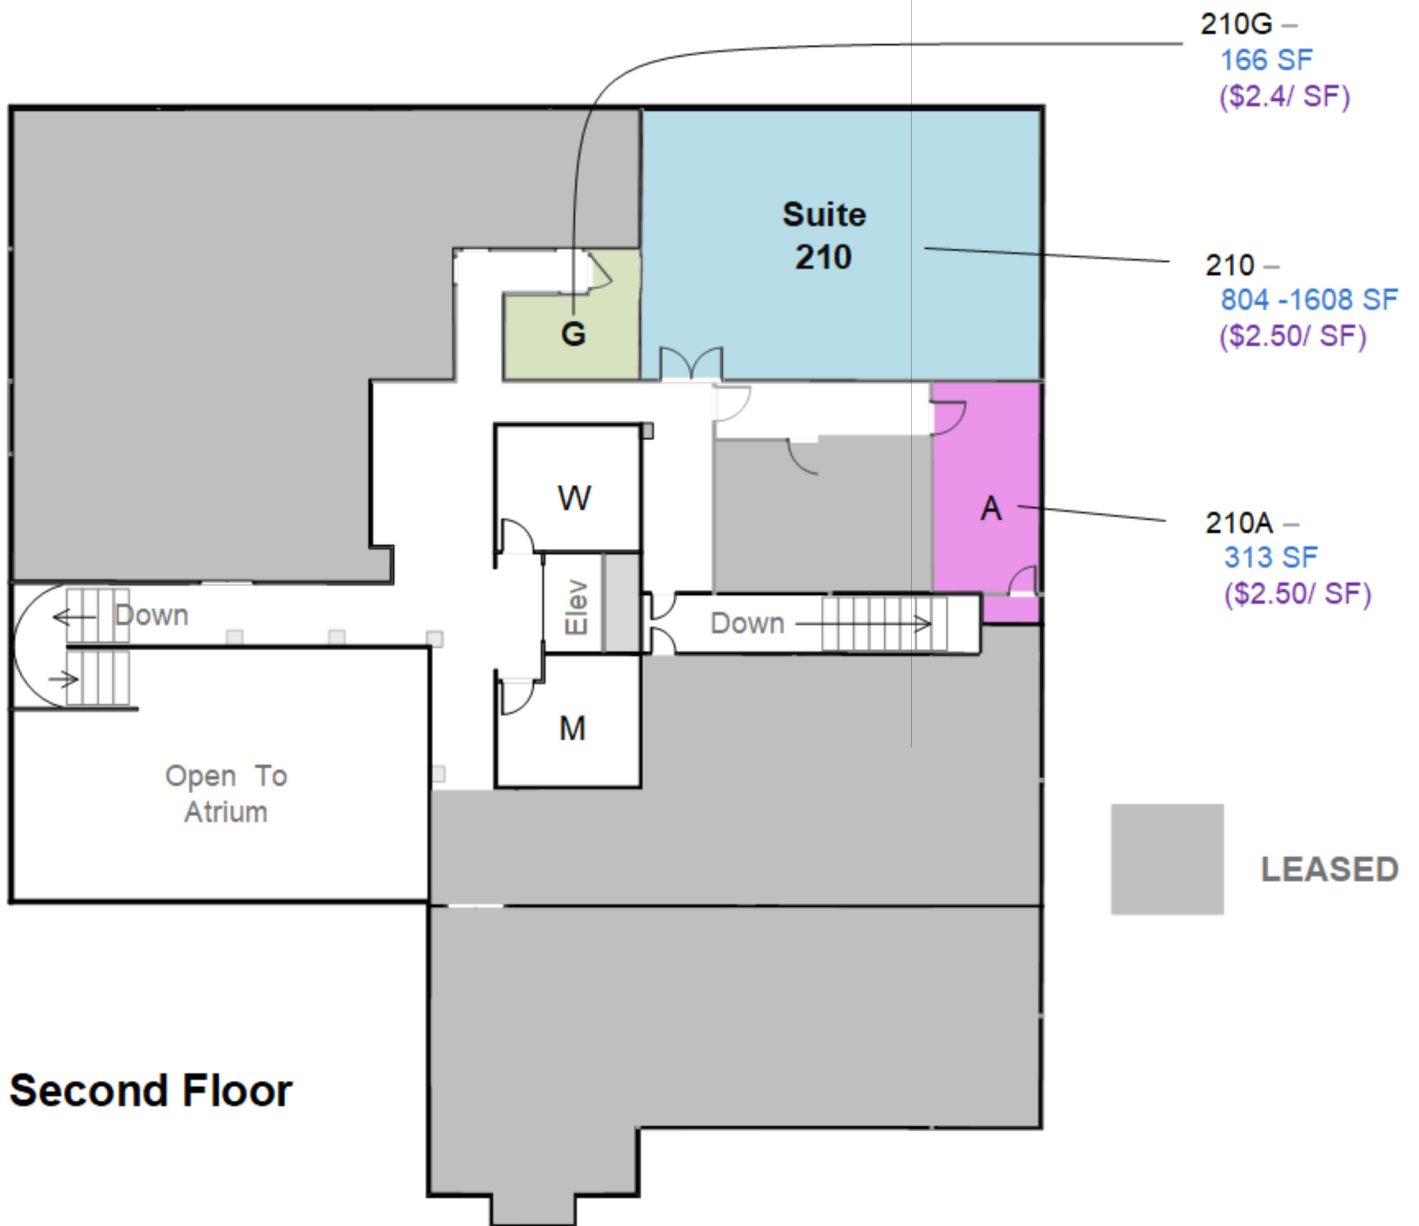 210G –
166 SF
($2.4/ SF)
Suite
210
210 –
804 -1608 SF
($2.50/ SF)
G
W
A
210A –
313 SF
($2.50/ SF)
Elev
Down
Down
M
Open To
Atrium
LEASED
Second Floor